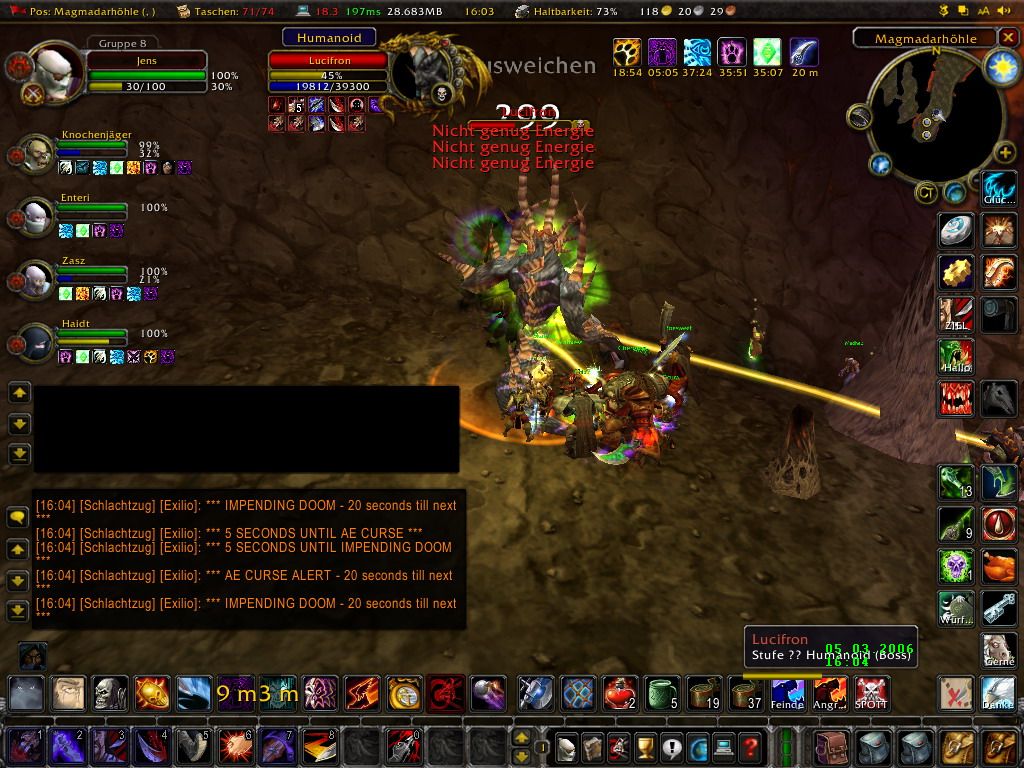 Pos: Magmadarhöhle (, ) Taschen: 71/74 18.3 197ms 28.683MB 16:03 Haltbarkeit: 73% 118 20 29
Gruppe 8
Jens
100%
30/100 30%
Humanoid
Lucifron
45%
19812/39300
usweichen
18:54 05:05 37:24 35:51 35:07 20 m
Magmadarhöhle
N
299
Lucifron
Nicht genug Energie
Nicht genug Energie
Nicht genug Energie
Knochenjäger
99%
32%
Enteri
100%
Zasz
100%
21%
Haidt
100%
5
CT
Glüc...
ZIEL
Hallo
13
9
1
Würf...
Gerne
[16:04] [Schlachtzug] [Exilio]: *** IMPENDING DOOM - 20 seconds till next
***
[16:04] [Schlachtzug] [Exilio]: *** 5 SECONDS UNTIL AE CURSE ***
[16:04] [Schlachtzug] [Exilio]: *** 5 SECONDS UNTIL IMPENDING DOOM
***
[16:04] [Schlachtzug] [Exilio]: *** AE CURSE ALERT - 20 seconds till next
***
[16:04] [Schlachtzug] [Exilio]: *** IMPENDING DOOM - 20 seconds till next
***
Lucifron
Stufe ?? Humanoid (Boss)
05 03 2006
16:04
9 m 3 m
2 5 19 37 Feinde Angr... SPOTT Danke
1 2 3 4 5 6 7 8 0
1